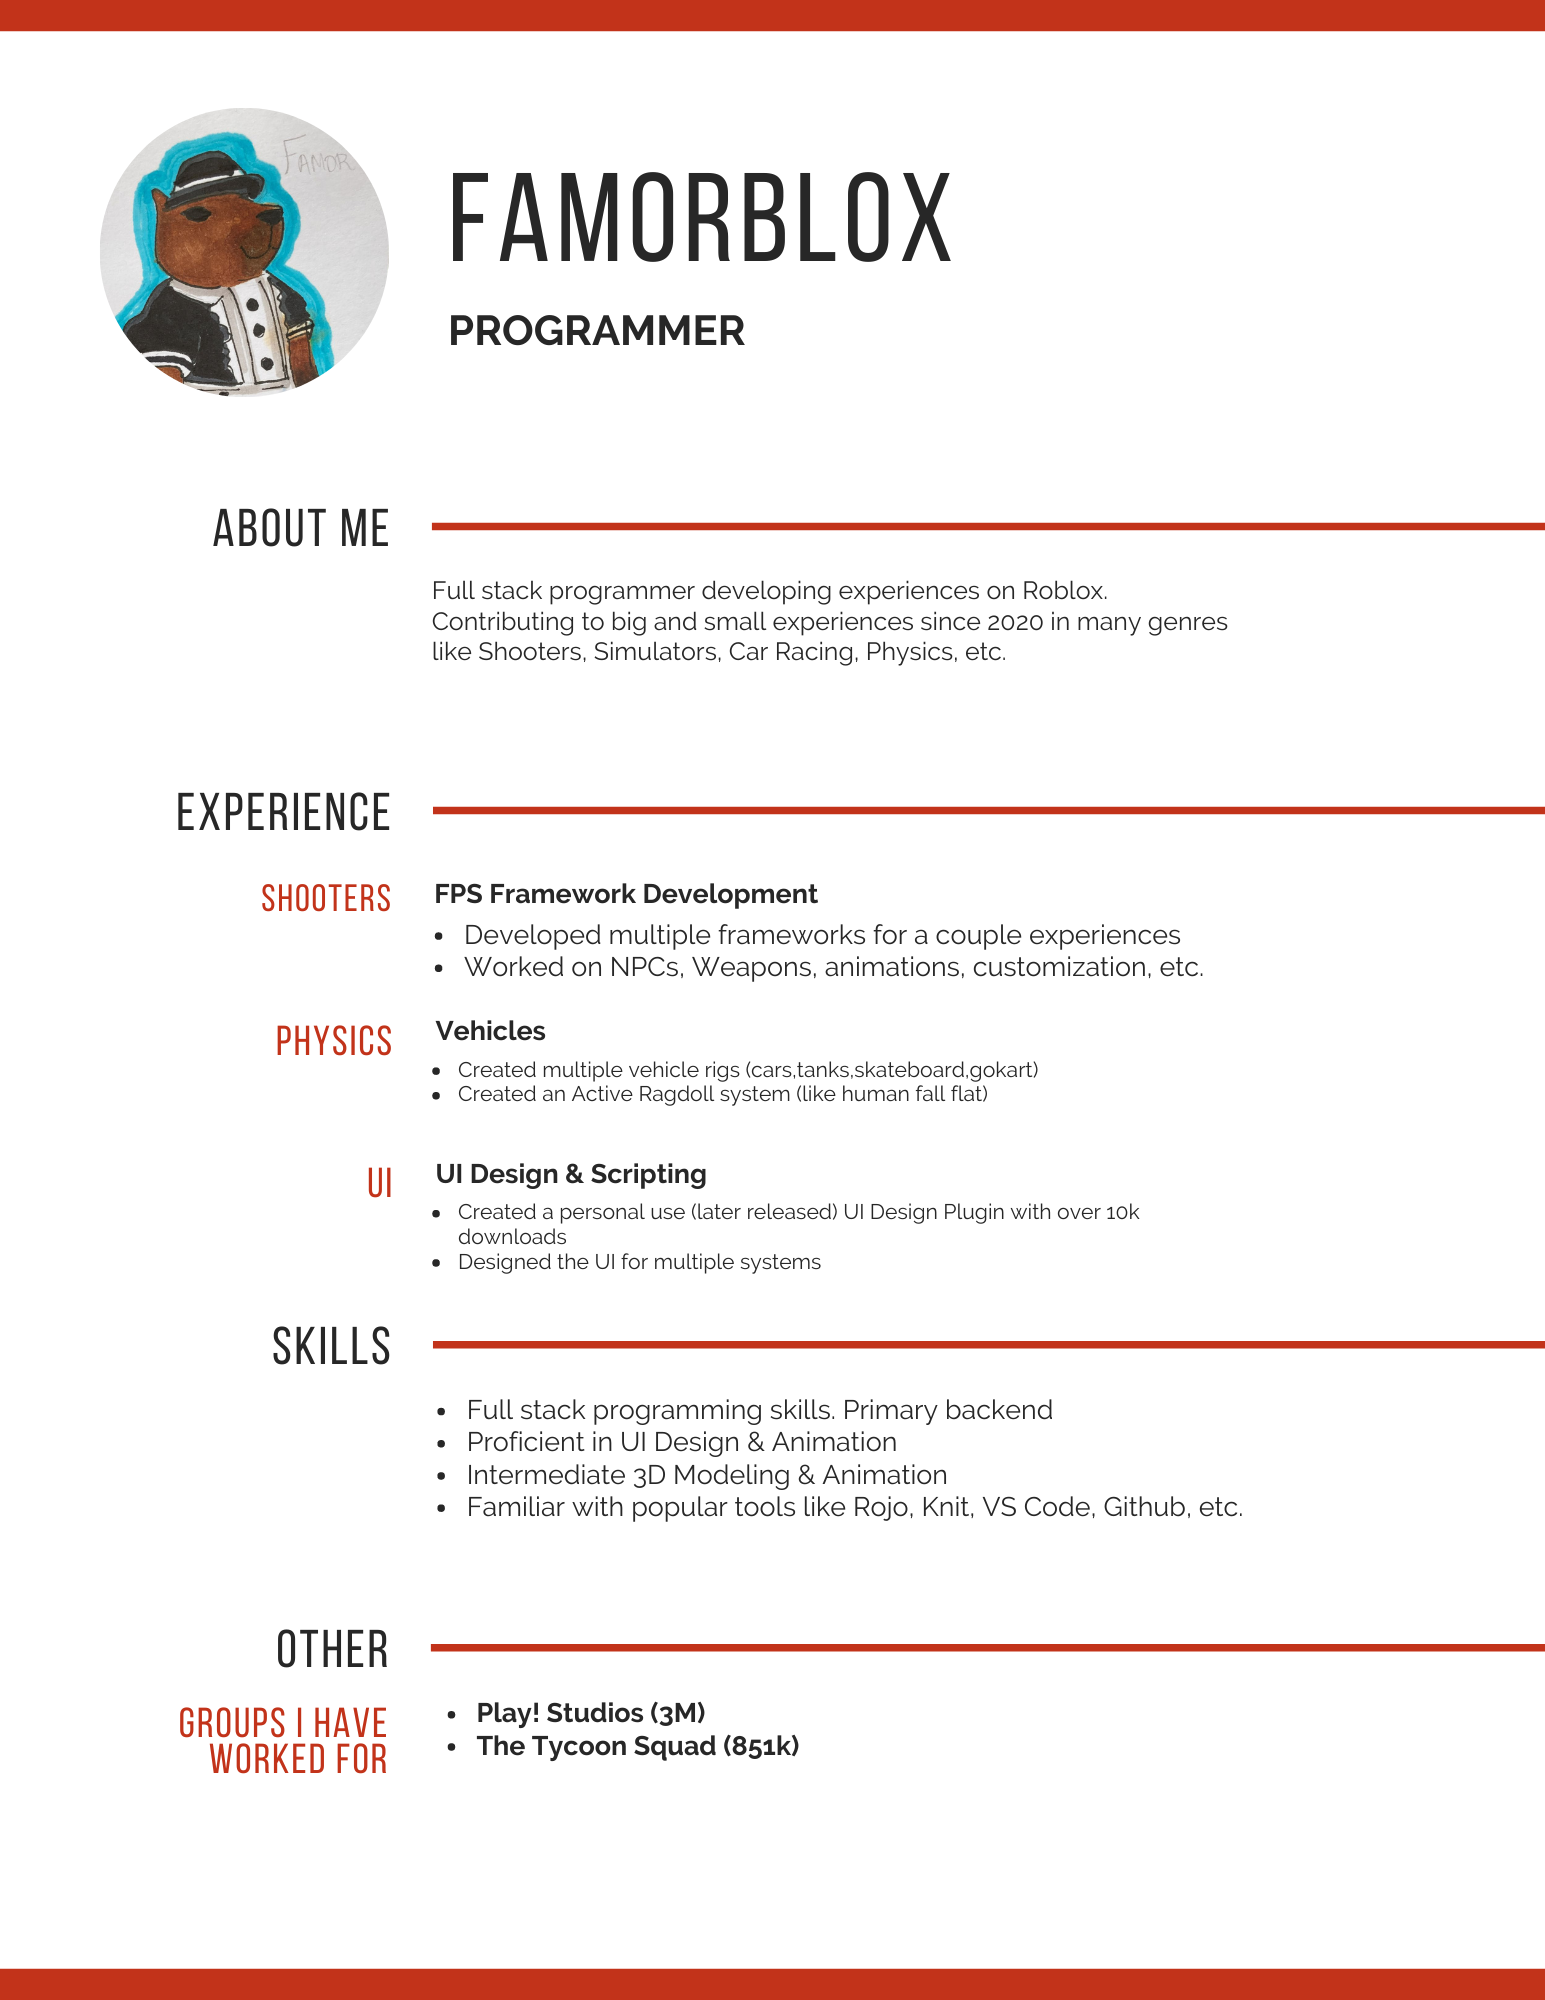 FAMOR
FAMORBLOX
PROGRAMMER
ABOUT ME
Full stack programmer developing experiences on Roblox.
Contributing to big and small experiences since 2020 in many genres
like Shooters, Simulators, Car Racing, Physics, etc.
EXPERIENCE
SHOOTERS
FPS Framework Development
• Developed multiple frameworks for a couple experiences
• Worked on NPCs, Weapons, animations, customization, etc.
PHYSICS
Vehicles
• Created multiple vehicle rigs (cars,tanks,skateboard,gokart)
• Created an Active Ragdoll system (like human fall flat)
UI
UI Design & Scripting
• Created a personal use (later released) UI Design Plugin with over 10k
downloads
• Designed the UI for multiple systems
SKILLS
• Full stack programming skills. Primary backend
• Proficient in UI Design & Animation
• Intermediate 3D Modeling & Animation
• Familiar with popular tools like Rojo, Knit, VS Code, Github, etc.
OTHER
GROUPS I HAVE
WORKED FOR
• Play! Studios (3M)
• The Tycoon Squad (851k)